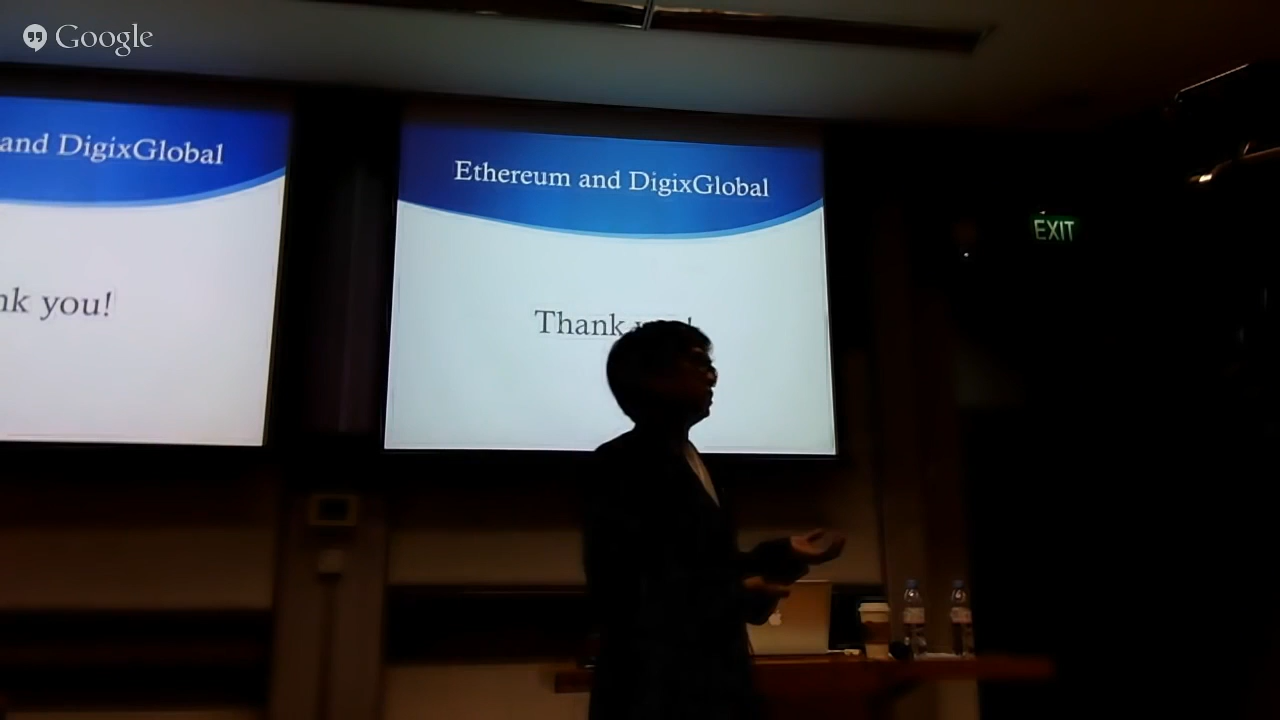 Google
and DigixGlobal
nk you!
Ethereum and DigixGlobal
Thank
EXIT